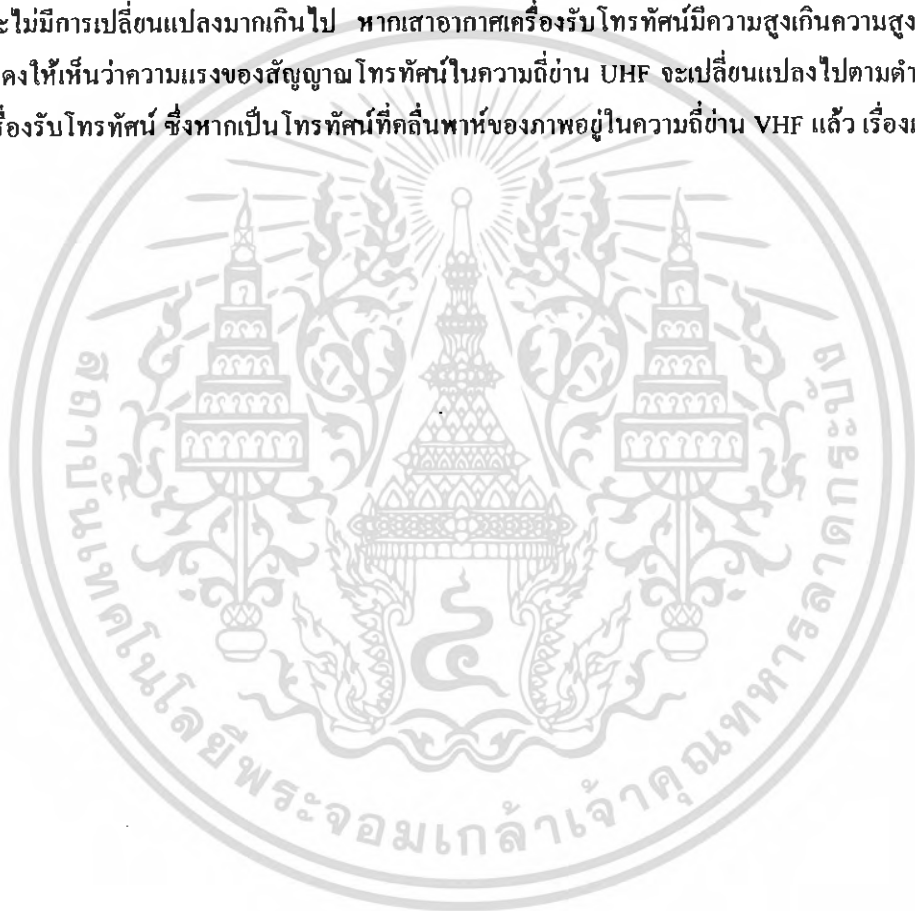 ะไม่มีการเปลี่ยนแปลงมากเกินไป หากเสาอากาศเครื่องรับโทรทัศน์มีความสูงเกินความสูง
ดงให้เห็นว่าความแรงของสัญญาณโทรทัศน์ในความถี่ย่าน UHF จะเปลี่ยนแปลงไปตามตำ
รื่องรับโทรทัศน์ ซึ่งหากเป็นโทรทัศน์ที่คลื่นพาห์ของภาพอยู่ในความถี่ย่าน VHF แล้ว เรื่อง
สถาบันเทคโนโลยีพระจอมเกล้าเจ้าคุณทหารลาดกระบัง
๔